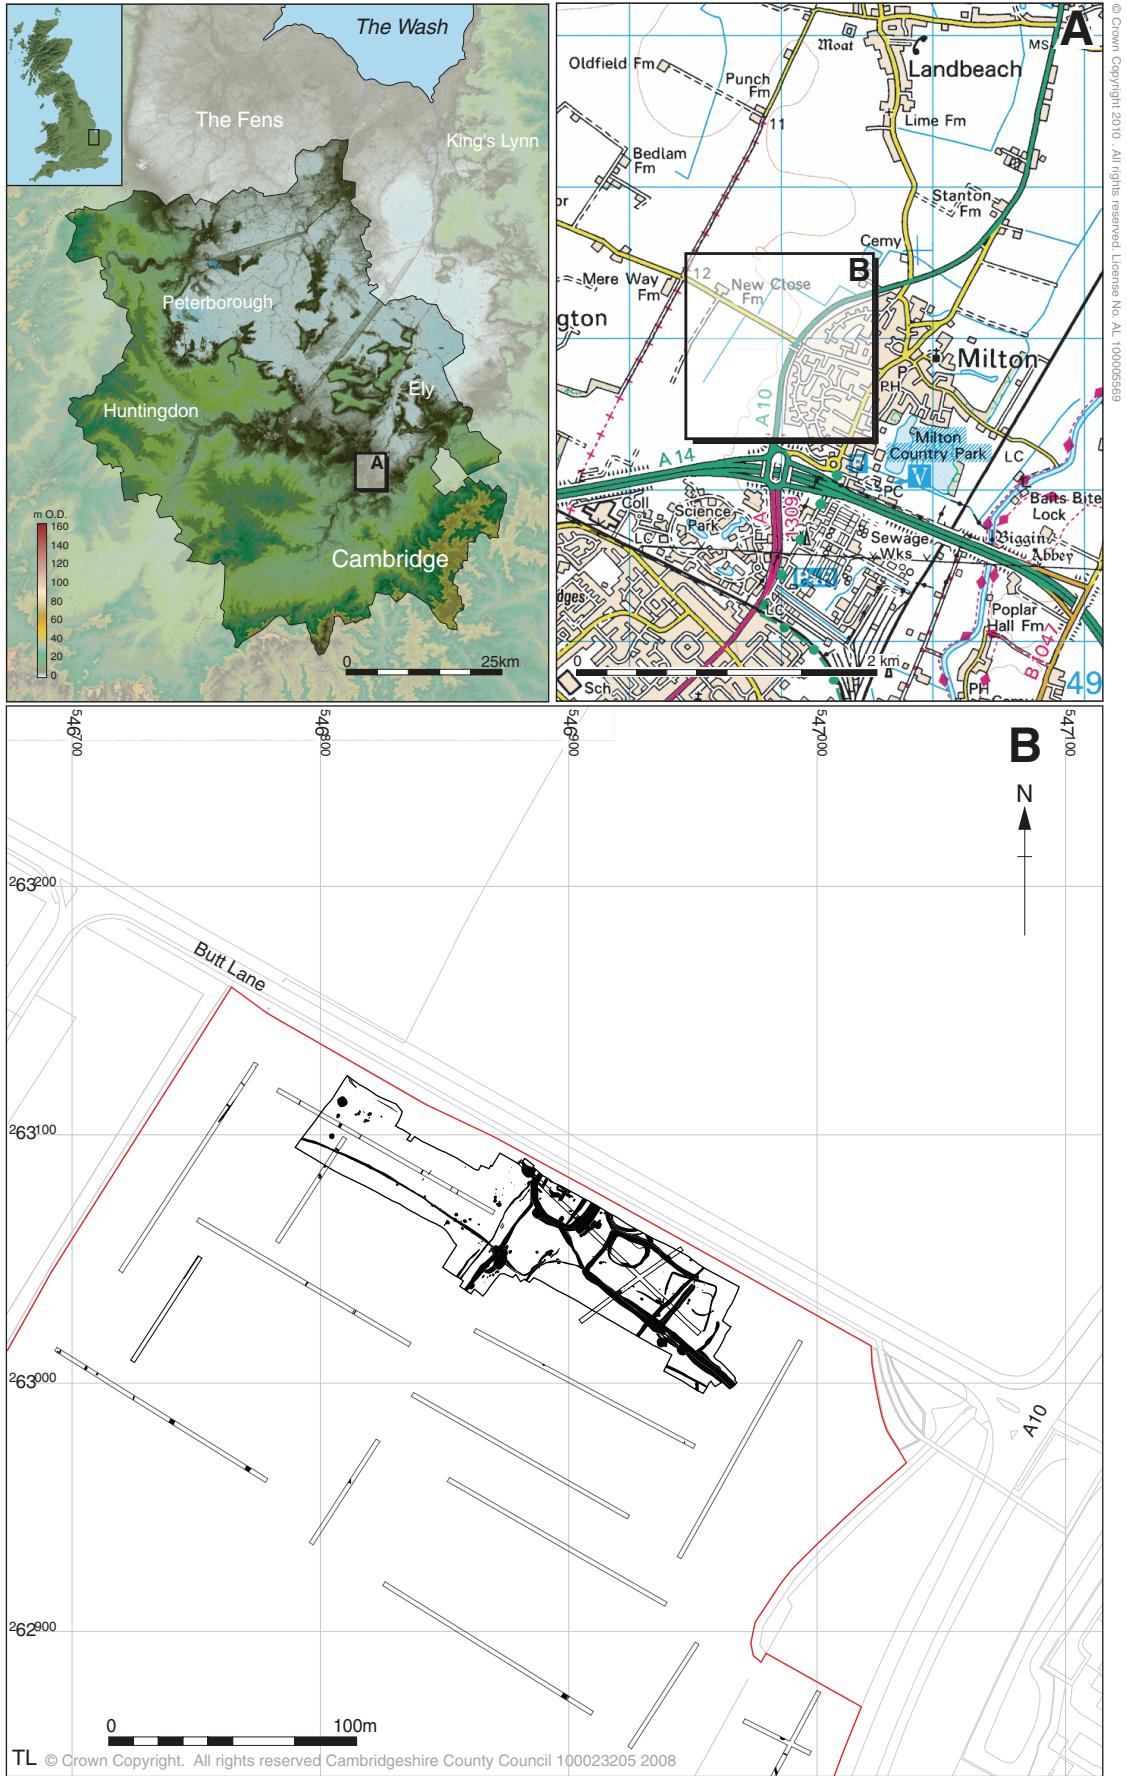 The Wash
The Fens
King's Lynn
Peterborough
Ely
Huntingdon
A
Cambridge
m O.D.
160
140
120
100
80
60
40
20
0
0
25km
A
Moat
MS
Oldfield Fm
Landbeach
Punch
Fm
11
Lime Fm
Bedlam
Fm
Stanton
Fm
or
Cemy
B
Mere Way
Fm
12
New Close
Fm
gton
Milton
P
PH
A 10
Milton
Country Park
LC
A 14
V
PC
Baits Bite
Lock
Coll
Science
Park
A
1309
Sewage
Wks
Biggin
Abbey
dges
P&R
LC
Poplar
Hall Fm
B 1047
0
2 km
Sch
PH
49
© Crown Copyright 2010 . All rights reserved. License No. AL 100005569
546700
546800
546900
547000
547100
B
N
263200
Butt Lane
263100
263000
A10
262900
0
100m
TL © Crown Copyright. All rights reserved Cambridgeshire County Council 100023205 2008